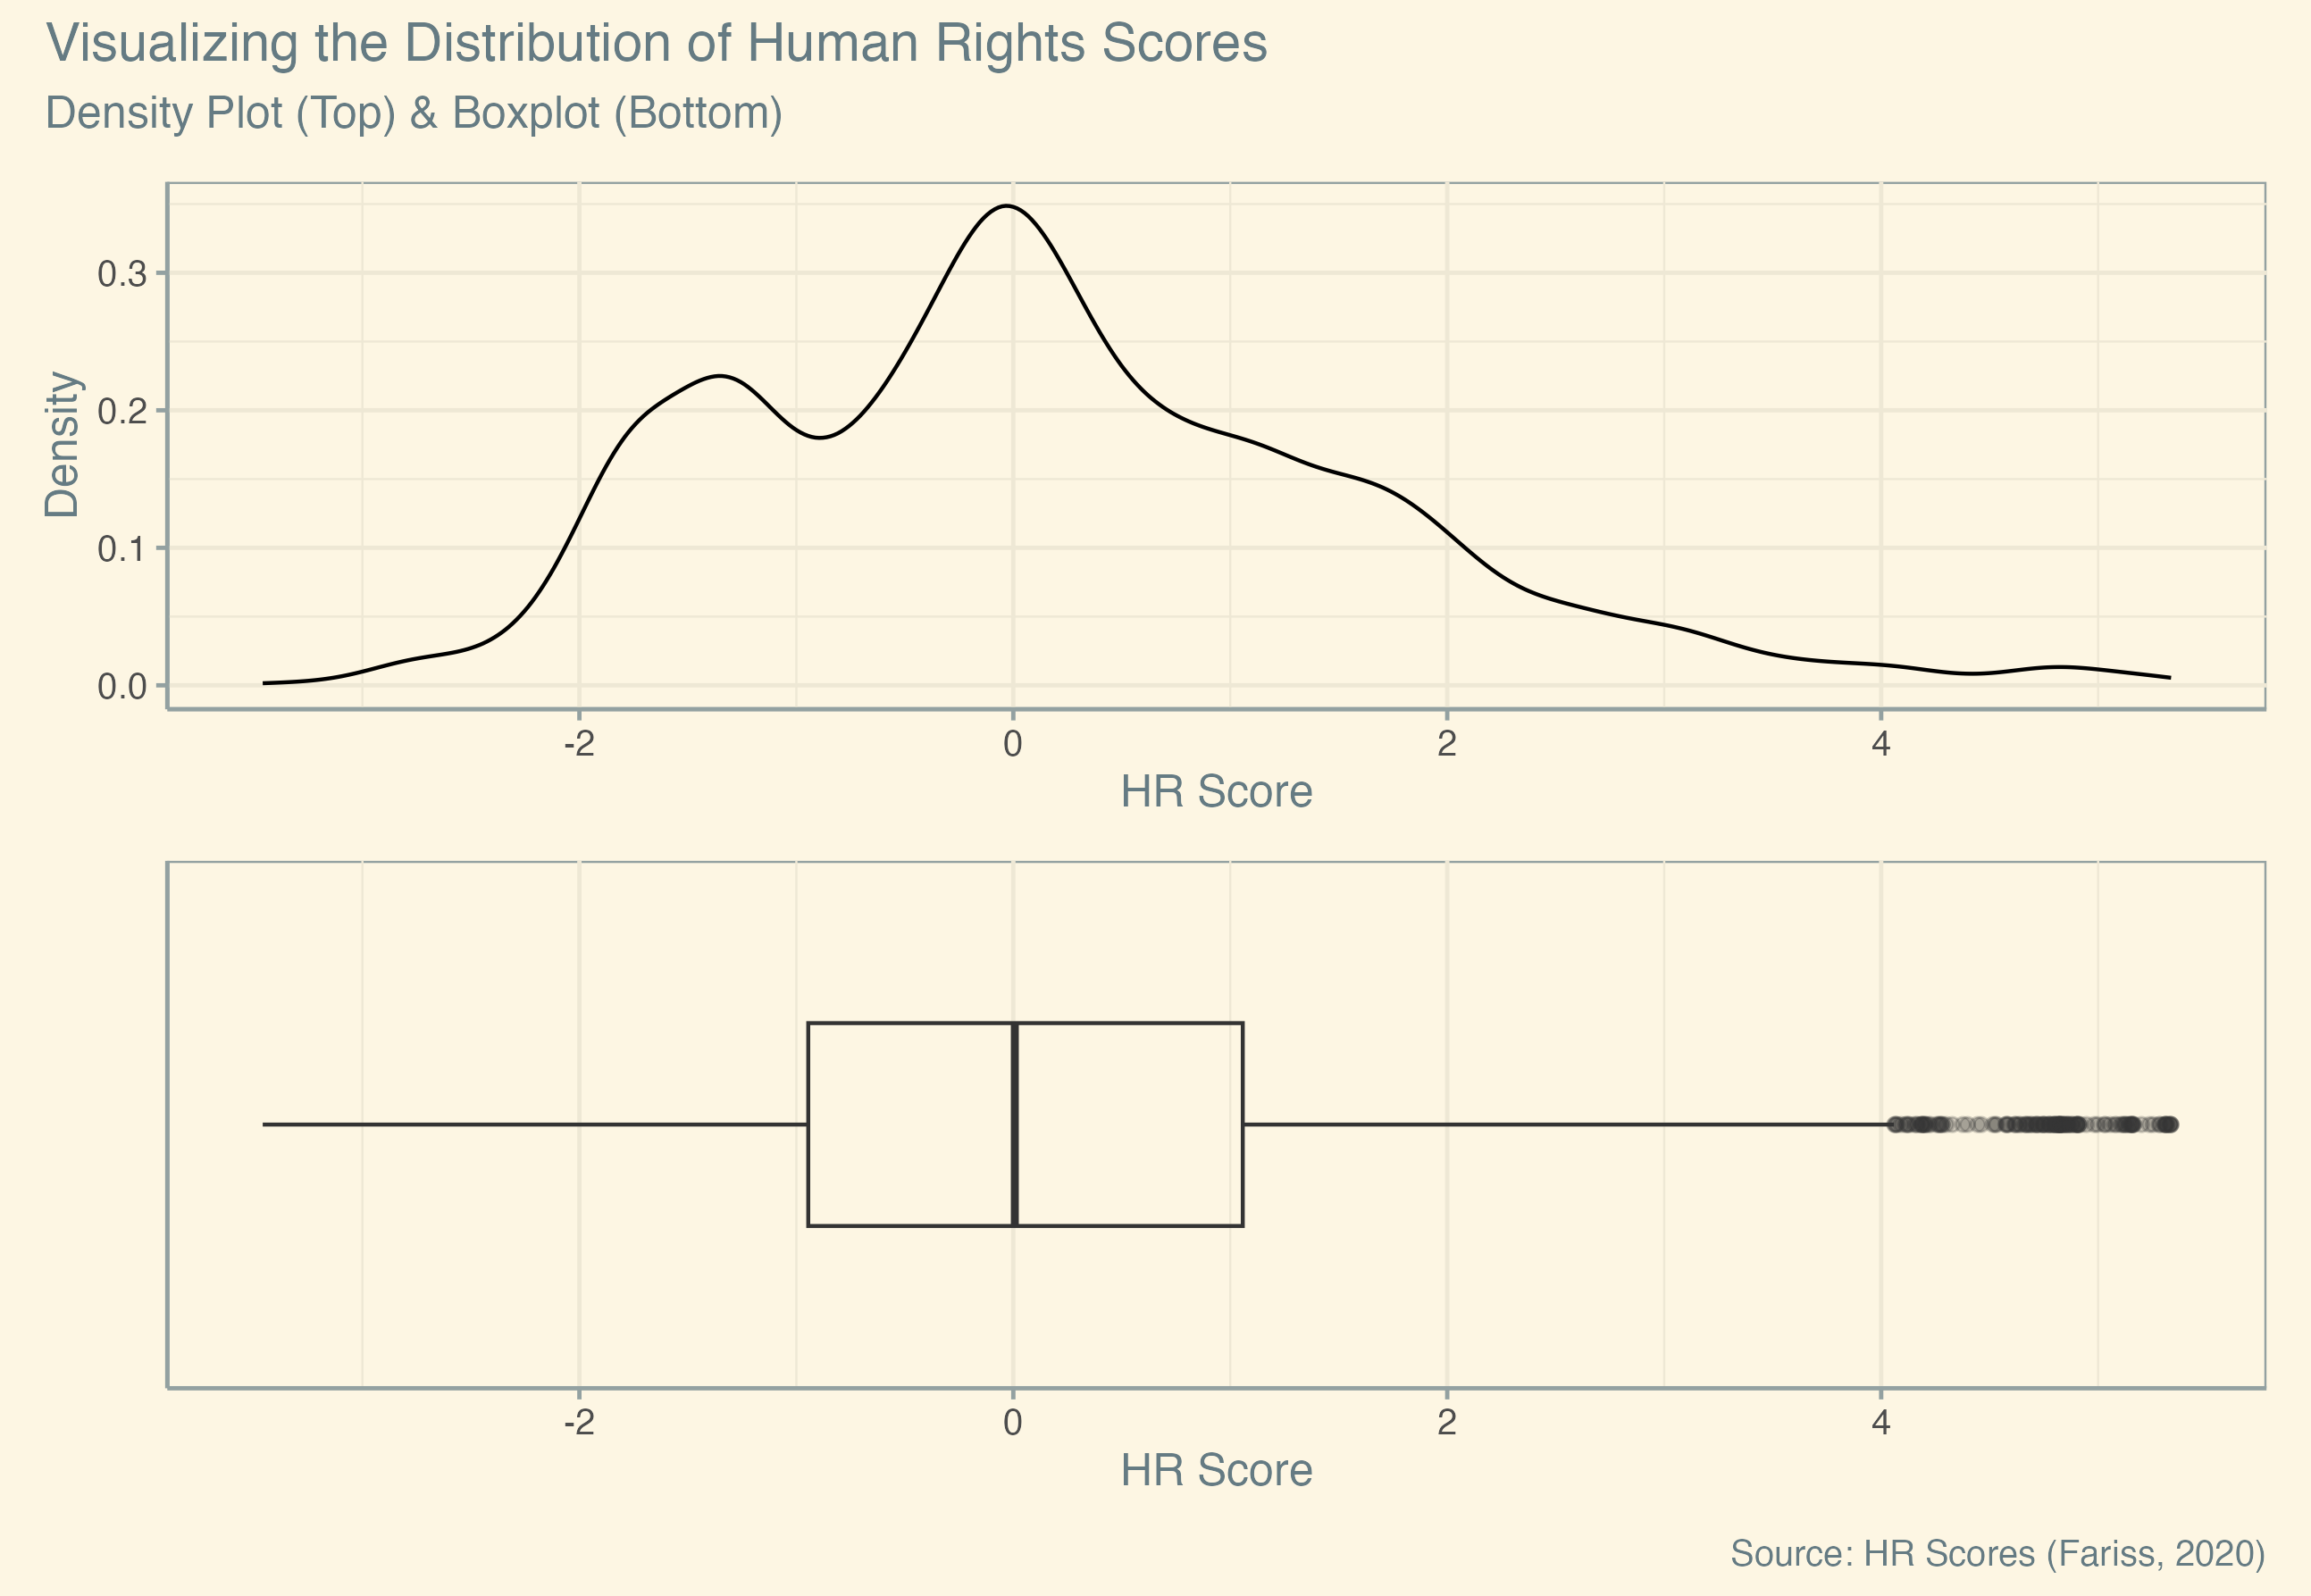 Visualizing the Distribution of Human Rights Scores
Density Plot (Top) & Boxplot (Bottom)
Density
0.3
0.2
0.1
0.0
-2 0 2 4
HR Score
-2 0 2 4
HR Score
Source: HR Scores (Fariss, 2020)